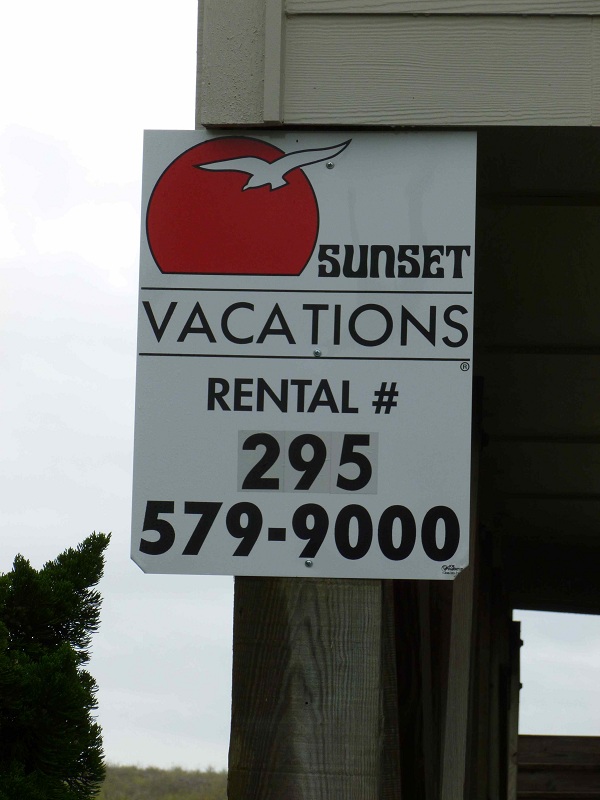 SUNSET
VACATIONS
®
RENTAL #
295
579-9000